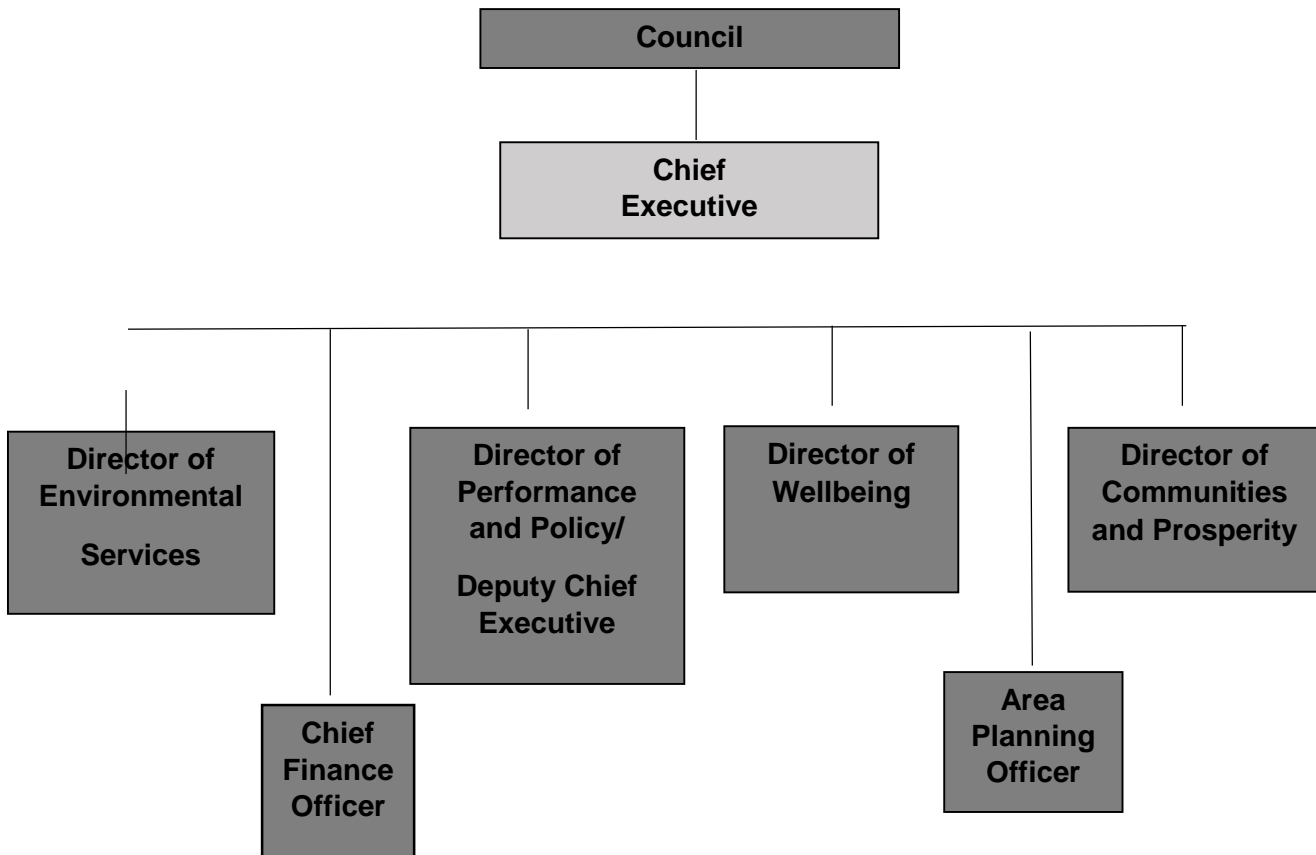 Council
Chief
Executive
Director of
Environmental
Services
Director of
Performance
and Policy/
Deputy Chief
Executive
Director of
Wellbeing
Director of
Communities
and Prosperity
Chief
Finance
Officer
Area
Planning
Officer